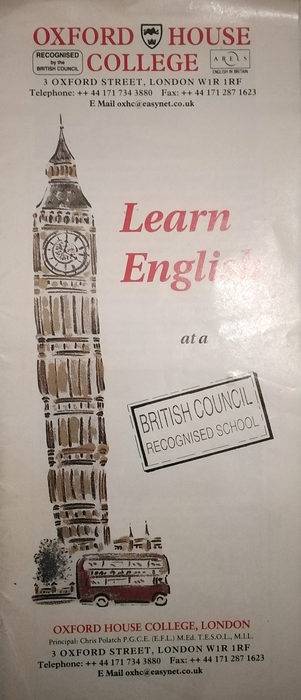 OXFORD HOUSE
RECOGNISED
by the
BRITISH COUNCIL
COLLEGE
ARELS
ENGLISH IN BRITAIN
3 OXFORD STREET, LONDON W1R 1RF
Telephone: ++ 44 171 734 3880 Fax: ++ 44 171 287 1623
E Mail oxhc@easynet.co.uk
Learn
English
at a
BRITISH COUNCIL
RECOGNISED SCHOOL
OXFORD HOUSE COLLEGE, LONDON
Principal: Chris Polatch P.G.C.E. (E.F.L.) M.Ed. T.E.S.O.L., M.I.L.
3 OXFORD STREET, LONDON W1R 1RF
Telephone: ++ 44 171 734 3880 Fax: ++ 44 171 287 1623
E Mail oxhc@easynet.co.uk